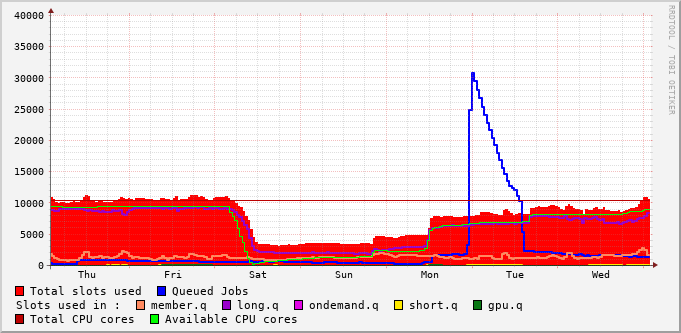 RRDTOOL / TOBI OETIKER
40000
35000
30000
25000
20000
15000
10000
5000
0
Thu Fri Sat Sun Mon Tue Wed
Total slots used Queued Jobs
Slots used in : member.q long.q ondemand.q short.q gpu.q
Total CPU cores Available CPU cores